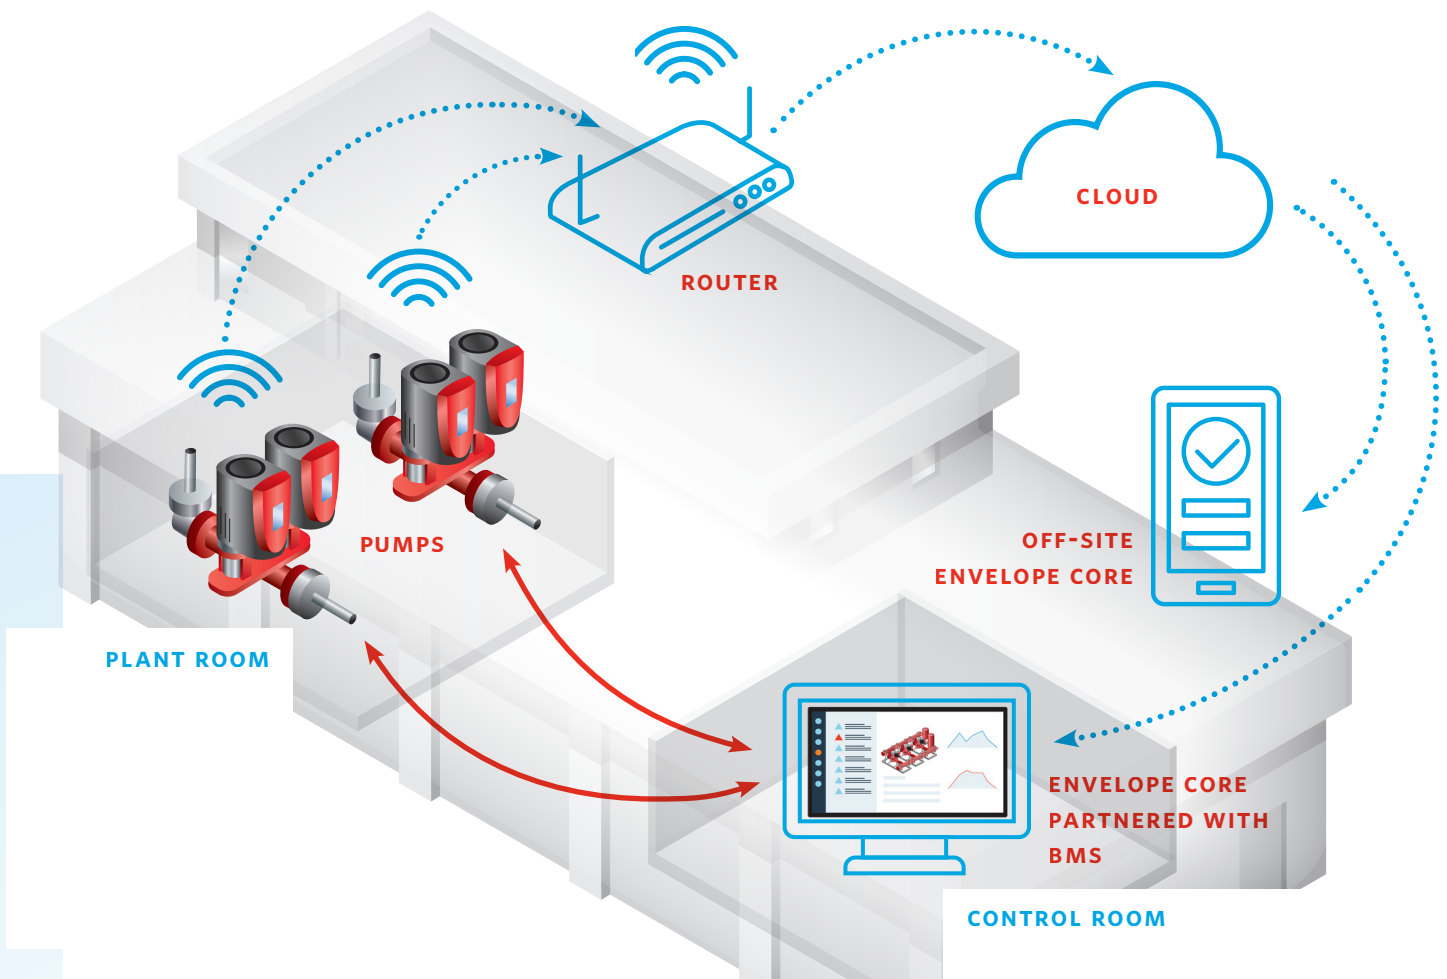 CLOUD
ROUTER
PUMPS
OFF-SITE
ENVELOPE CORE
PLANT ROOM
ENVELOPE CORE
PARTNERED WITH
BMS
CONTROL ROOM